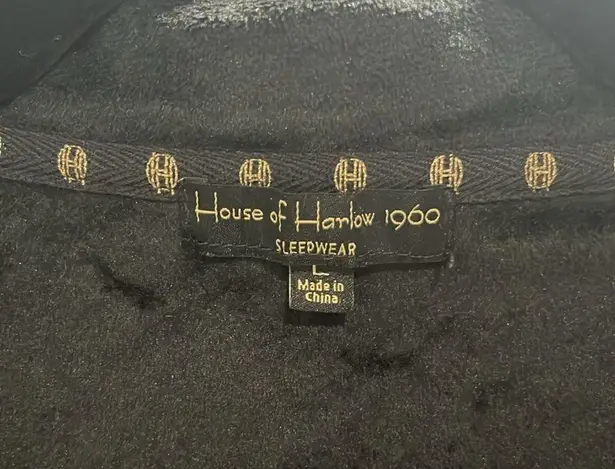 H H H H H H
House of Harlow 1960
SLEEPWEAR
L
Made in
China